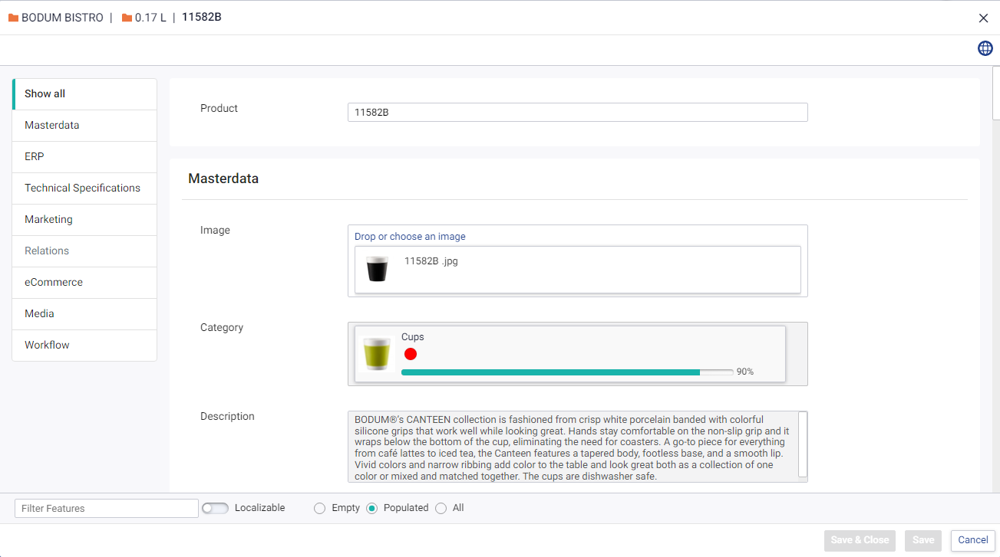 BODUM BISTRO | 0.17 L | 11582B
Show all
Masterdata
ERP
Technical Specifications
Marketing
Relations
eCommerce
Media
Workflow
Product
11582B
Masterdata
Image
Drop or choose an image
11582B .jpg
Category
Cups
90%
Description
BODUM®’s CANTEEN collection is fashioned from crisp white porcelain banded with colorful
silicone grips that work well while looking great. Hands stay comfortable on the non-slip grip and it
wraps below the bottom of the cup, eliminating the need for coasters. A go-to piece for everything
from café lattes to iced tea, the Canteen features a tapered body, footless base, and a smooth lip.
Vivid colors and narrow ribbing add color to the table and look great both as a collection of one
color or mixed and matched together. The cups are dishwasher safe.
Filter Features
Localizable
Empty
Populated
All
Save & Close
Save
Cancel